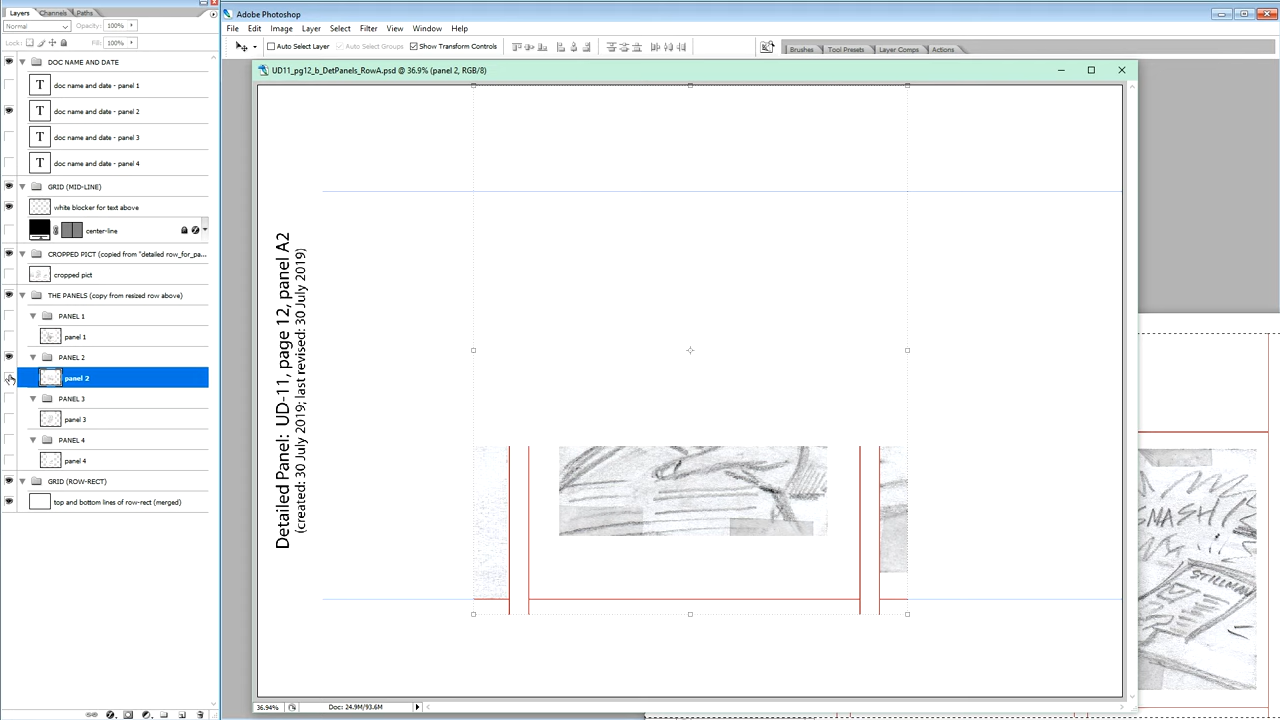 Layers
Channels
Paths
Normal
Opacity: 100%
Lock:
Fill: 100%
DOC NAME AND DATE
doc name and date - panel 1
doc name and date - panel 2
doc name and date - panel 3
doc name and date - panel 4
GRID (MID-LINE)
white blocker for text above
center-line
CROPPED PICT (copied from "detailed row_for_pa...
cropped pict
THE PANELS (copy from resized row above)
PANEL 1
panel 1
PANEL 2
panel 2
PANEL 3
panel 3
PANEL 4
panel 4
GRID (ROW-RECT)
top and bottom lines of row-rect (merged)
Adobe Photoshop
File Edit Image Layer Select Filter View Window Help
Auto Select Layer Auto Select Groups Show Transform Controls
Brushes Tool Presets Layer Comps Actions
UD11_pg12_b_DetPanels_RowA.psd @ 36.9% (panel 2, RGB/8)
Detailed Panel: UD-11, page 12, panel A2
(created: 30 July 2019; last revised: 30 July 2019)
36.94% Doc: 24.9M/93.6M
STILLMA